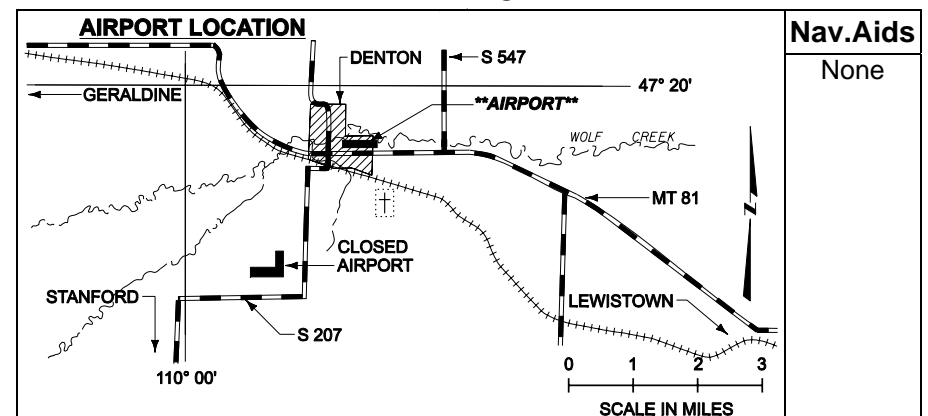 AIRPORT LOCATION
Nav.Aids
None
DENTON
S 547
47° 20'
GERALDINE
**AIRPORT**
WOLF CREEK
MT 81
N
CLOSED
AIRPORT
STANFORD
LEWISTOWN
S 207
110° 00'
0 1 2 3
SCALE IN MILES